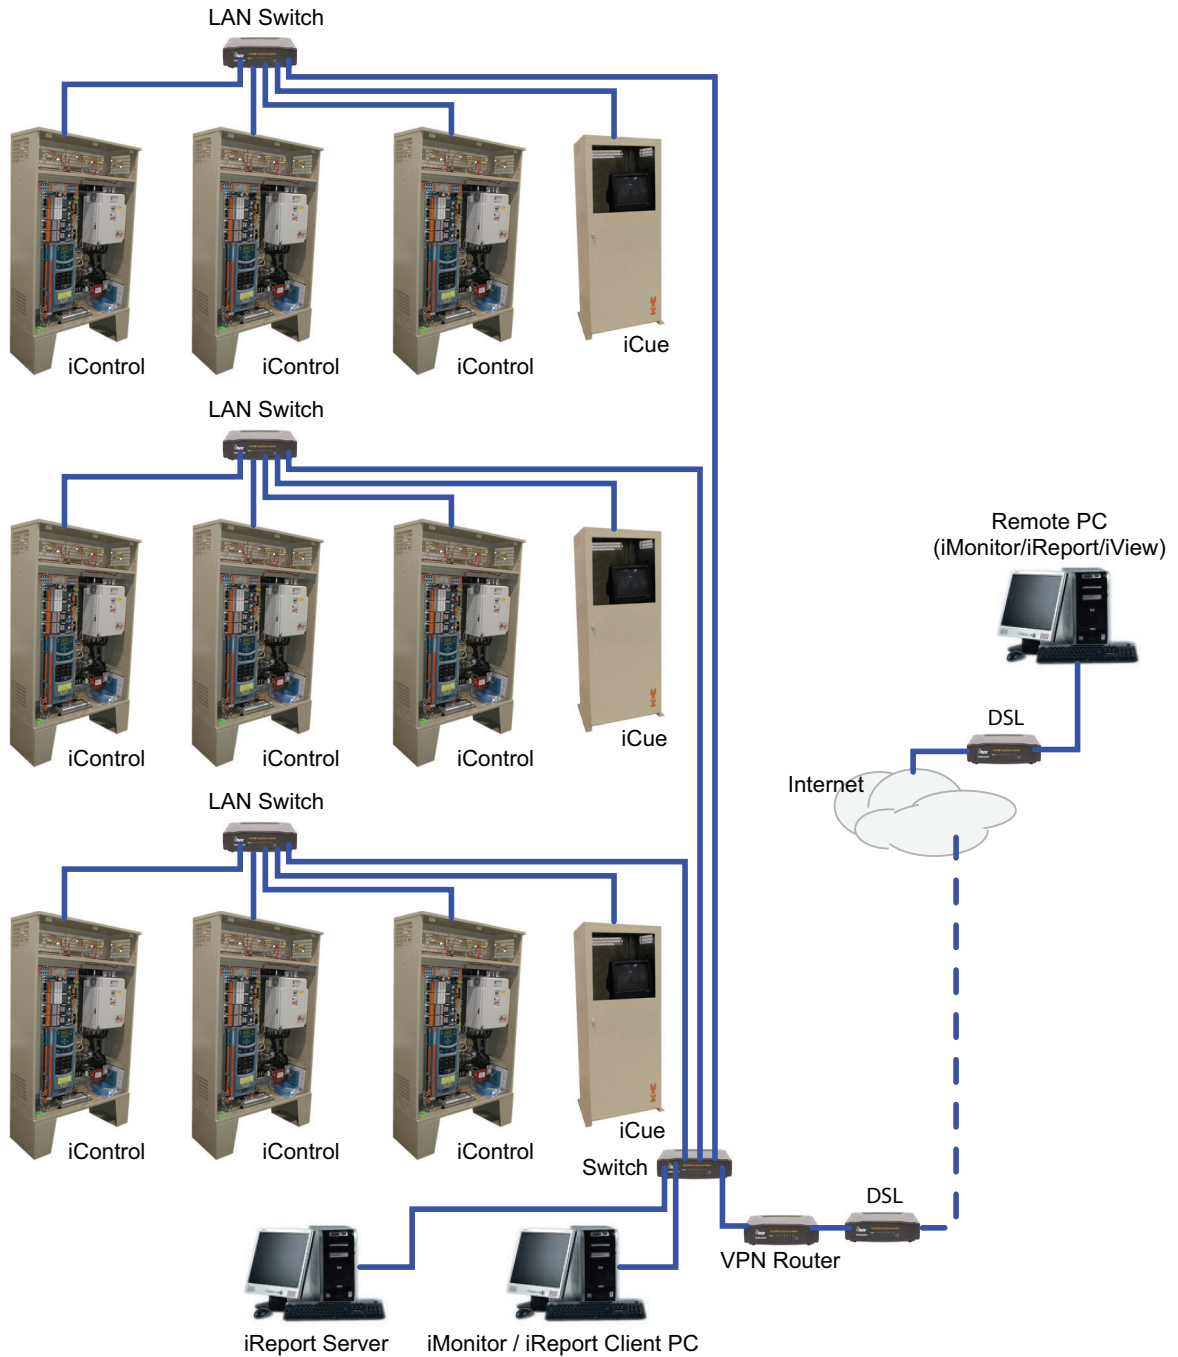 LAN Switch
iControl
iControl
iControl
iCue
LAN Switch
iControl
iControl
iControl
iCue
Remote PC
(iMonitor/iReport/iView)
DSL
Internet
LAN Switch
iControl
iControl
iControl
iCue
Switch
DSL
VPN Router
iReport Server
iMonitor / iReport Client PC